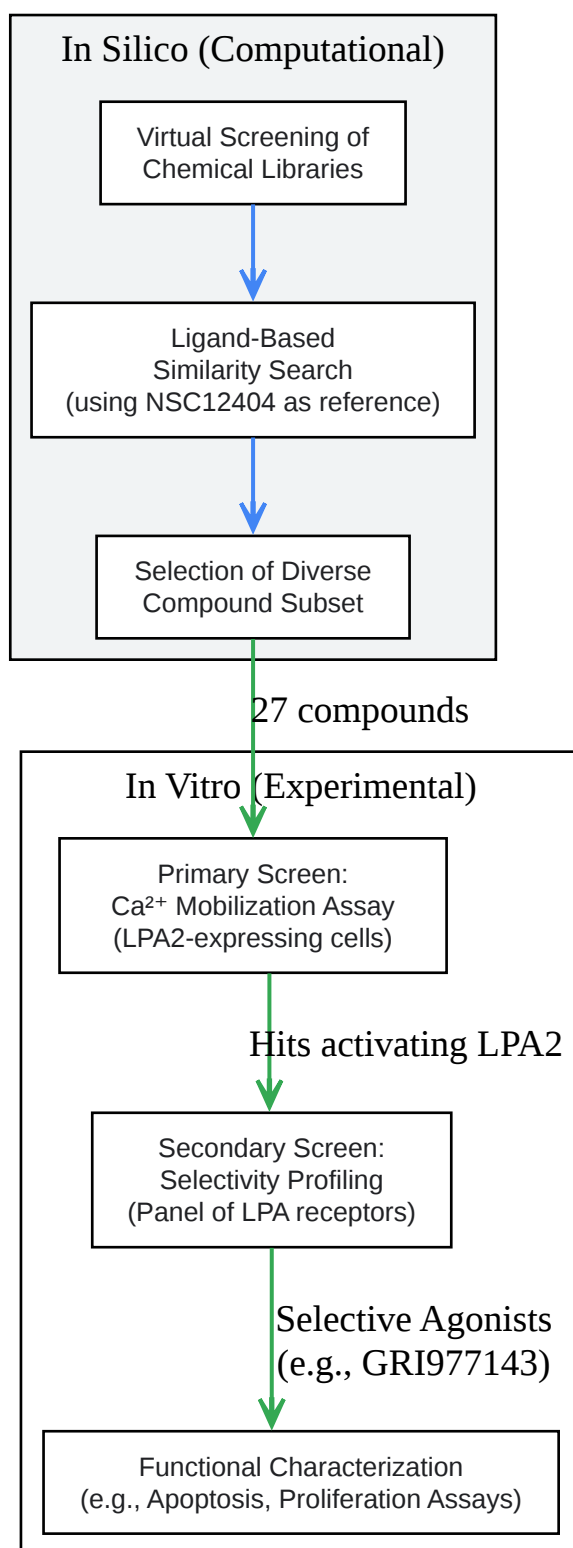 In Silico (Computational)
Virtual Screening of
Chemical Libraries
Ligand-Based
Similarity Search
(using NSC12404 as reference)
Selection of Diverse
Compound Subset
27 compounds
In Vitro (Experimental)
Primary Screen:
Ca²⁺ Mobilization Assay
(LPA2-expressing cells)
Hits activating LPA2
Secondary Screen:
Selectivity Profiling
(Panel of LPA receptors)
Selective Agonists
(e.g., GRI977143)
Functional Characterization
(e.g., Apoptosis, Proliferation Assays)